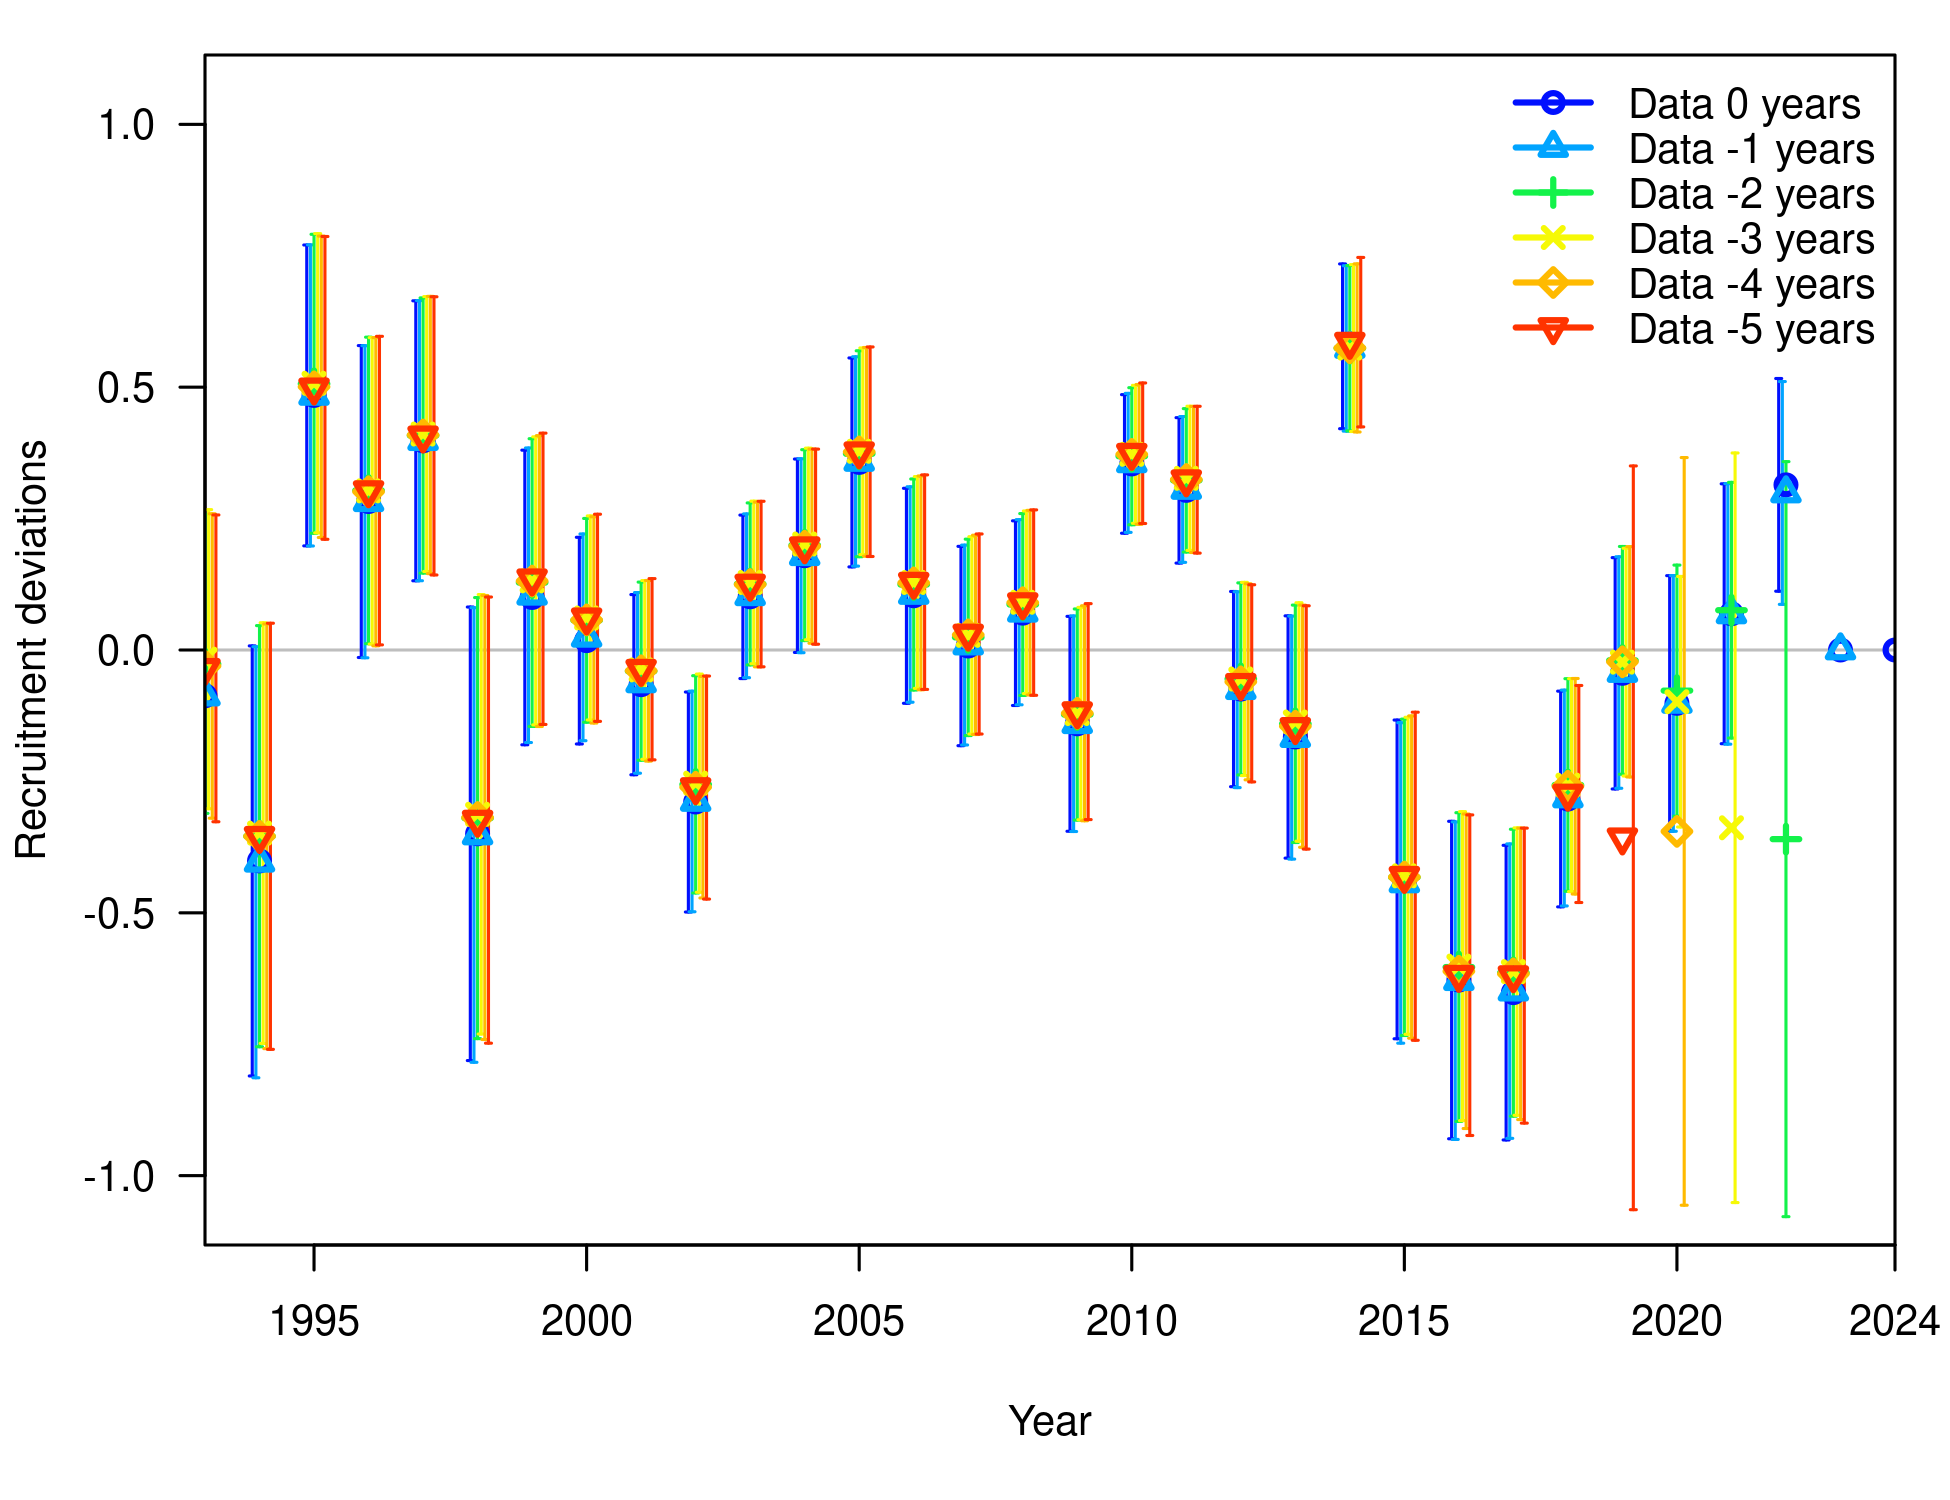 Data 0 years
Data -1 years
Data -2 years
Data -3 years
Data -4 years
Data -5 years
1.0
0.5
0.0
-0.5
-1.0
Recruitment deviations
1995 2000 2005 2010 2015 2020 2024
Year